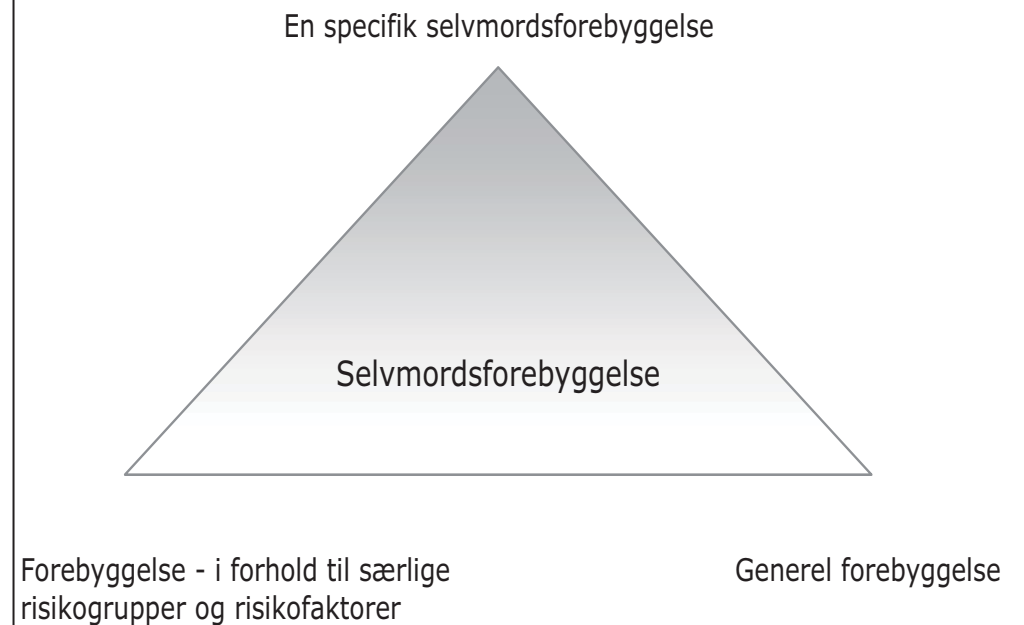 En specifik selvmordsforebyggelse
Selvmordsforebyggelse
Forebyggelse - i forhold til særlige
risikogrupper og risikofaktorer
Generel forebyggelse